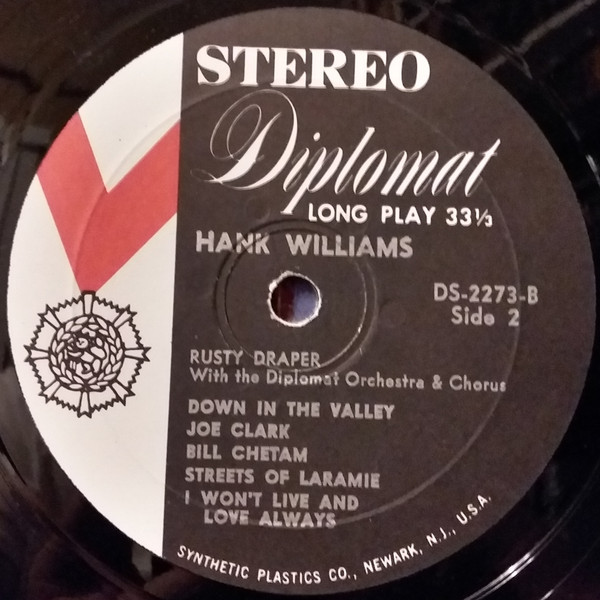 STEREO
Diplomat
LONG PLAY 33⅓
HANK WILLIAMS
DS-2273-B
Side 2
RUSTY DRAPER
With the Diplomat Orchestra & Chorus
DOWN IN THE VALLEY
JOE CLARK
BILL CHETAM
STREETS OF LARAMIE
I WON'T LIVE AND
LOVE ALWAYS
SYNTHETIC PLASTICS CO., NEWARK, N.J., U.S.A.